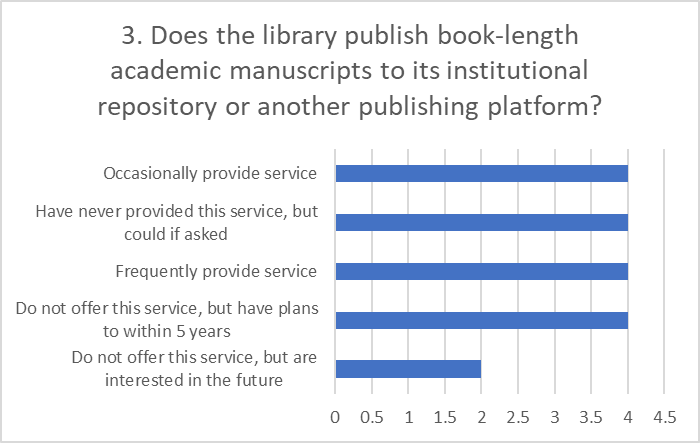 3. Does the library publish book-length
academic manuscripts to its institutional
repository or another publishing platform?
Occasionally provide service
Have never provided this service, but
could if asked
Frequently provide service
Do not offer this service, but have plans
to within 5 years
Do not offer this service, but are
interested in the future
0 0.5 1 1.5 2 2.5 3 3.5 4 4.5